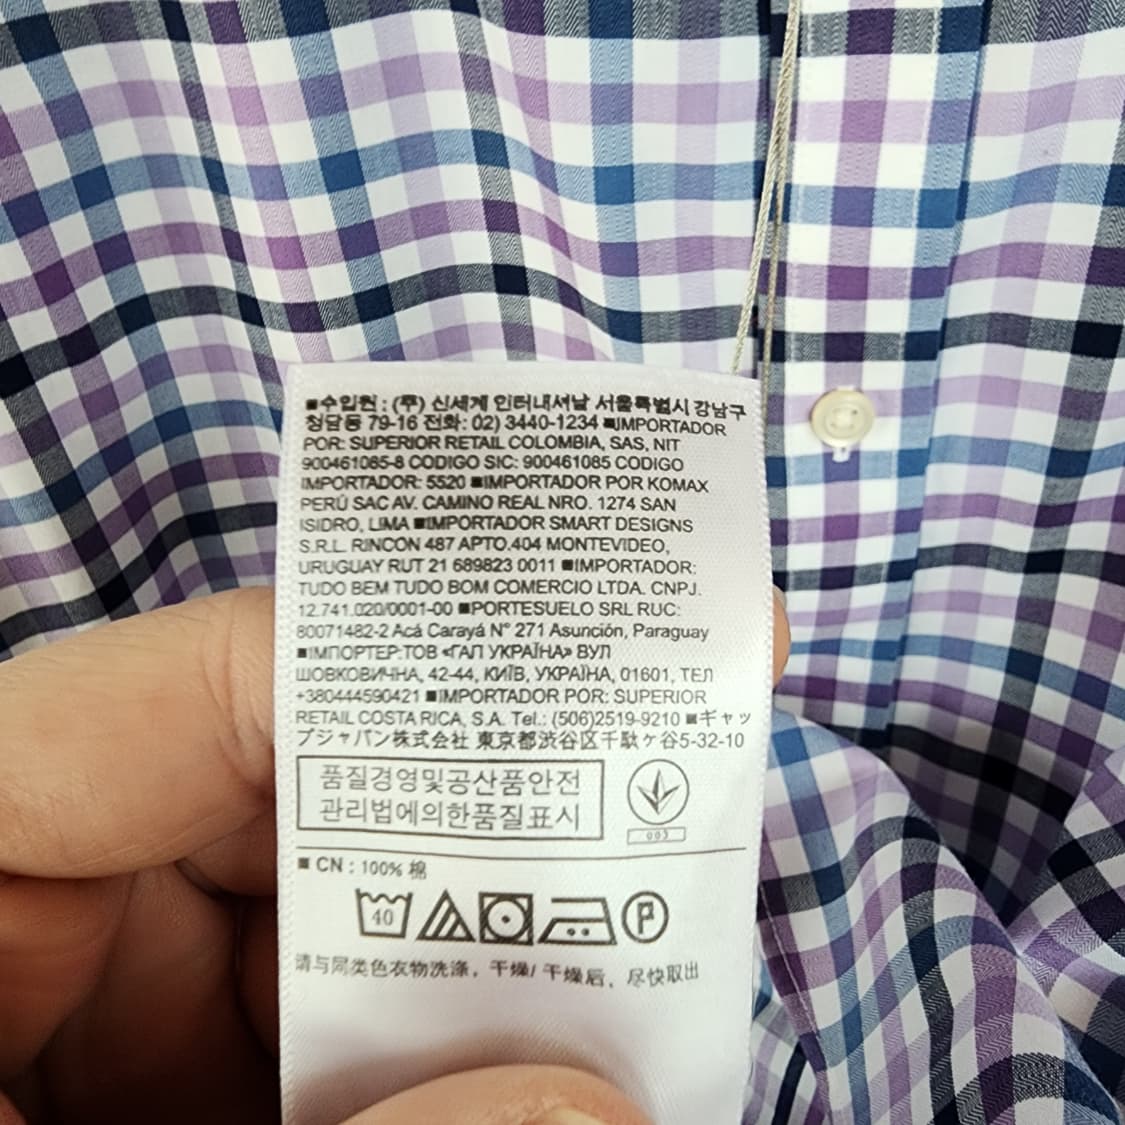 ■수입원 : (주) 신세계 인터내셔날 서울특별시 강남구
청담동 79-16 전화: 02) 3440-1234 ■IMPORTADOR
POR: SUPERIOR RETAIL COLOMBIA, SAS, NIT
900461085-8 CODIGO SIC: 900461085 CODIGO
IMPORTADOR: 5520 ■IMPORTADOR POR KOMAX
PERÚ SAC AV. CAMINO REAL NRO. 1274 SAN
ISIDRO, LIMA ■IMPORTADOR SMART DESIGNS
S.R.L. RINCON 487 APTO.404 MONTEVIDEO,
URUGUAY RUT 21 689823 0011 ■IMPORTADOR:
TUDO BEM TUDO BOM COMERCIO LTDA. CNPJ.
12.741.020/0001-00 ■PORTESUELO SRL RUC:
80071482-2 Acá Carayá N° 271 Asunción, Paraguay
■ІМПОРТЕР:ТОВ «ГАП УКРАЇНА» ВУЛ
ШОВКОВИЧНА, 42-44, КИЇВ, УКРАЇНА, 01601, ТЕЛ
+380444590421 ■IMPORTADOR POR: SUPERIOR
RETAIL COSTA RICA, S.A. Tel.: (506)2519-9210 ■ギャッ
プジャパン株式会社 東京都渋谷区千駄ヶ谷5-32-10
품질경영및공산품안전
관리법에의한품질표시
003
■ CN : 100% 棉
40
P
请与同类色衣物洗涤, 干燥/ 干燥后, 尽快取出